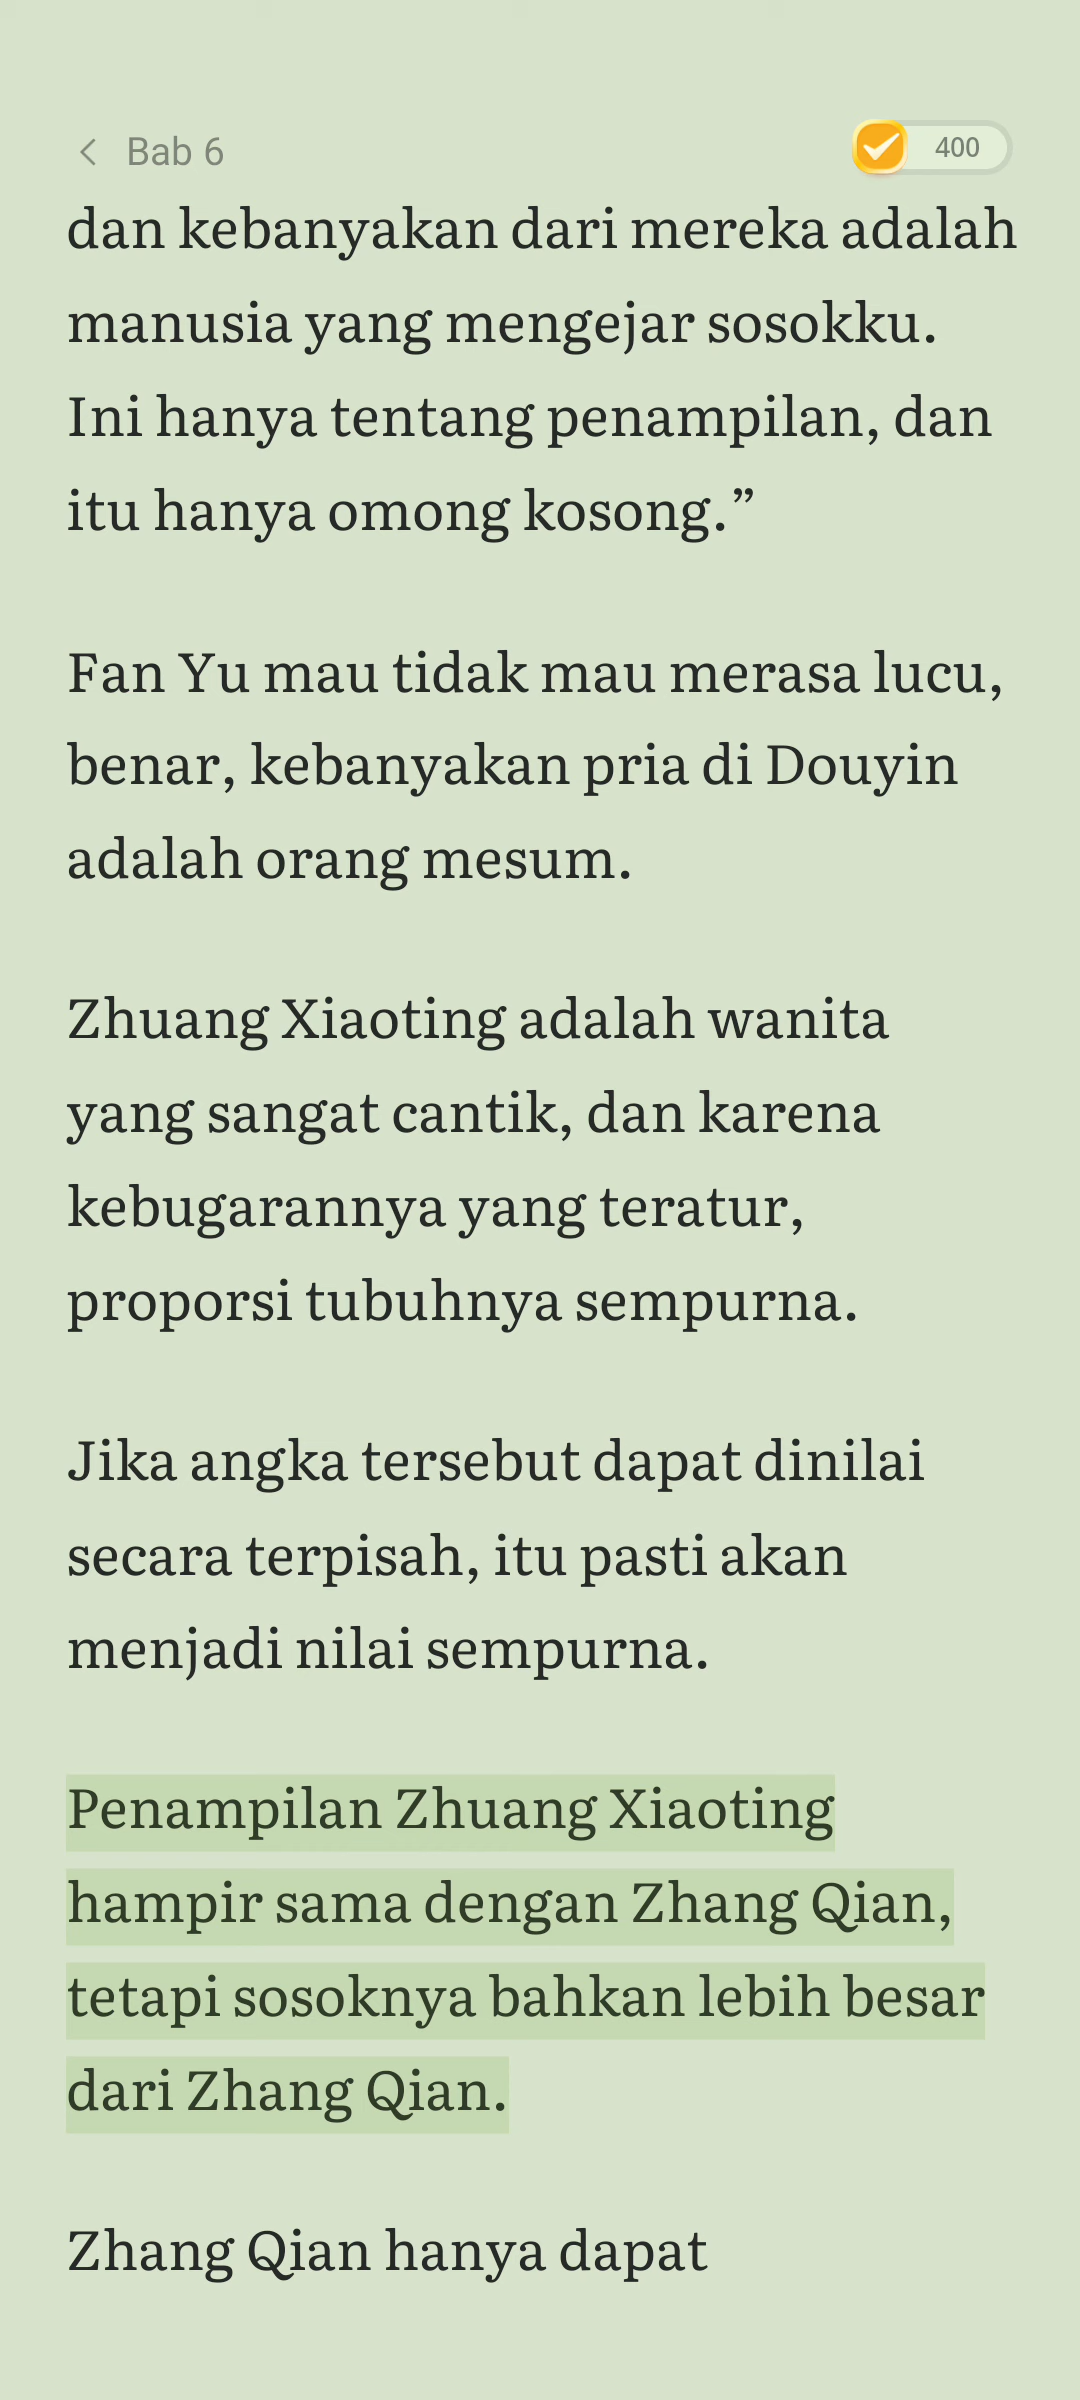 Bab 6
400
dan kebanyakan dari mereka adalah
manusia yang mengejar sosokku.
Ini hanya tentang penampilan, dan
itu hanya omong kosong.”
Fan Yu mau tidak mau merasa lucu,
benar, kebanyakan pria di Douyin
adalah orang mesum.
Zhuang Xiaoting adalah wanita
yang sangat cantik, dan karena
kebugarannya yang teratur,
proporsi tubuhnya sempurna.
Jika angka tersebut dapat dinilai
secara terpisah, itu pasti akan
menjadi nilai sempurna.
Penampilan Zhuang Xiaoting
hampir sama dengan Zhang Qian,
tetapi sosoknya bahkan lebih besar
dari Zhang Qian.
Zhang Qian hanya dapat